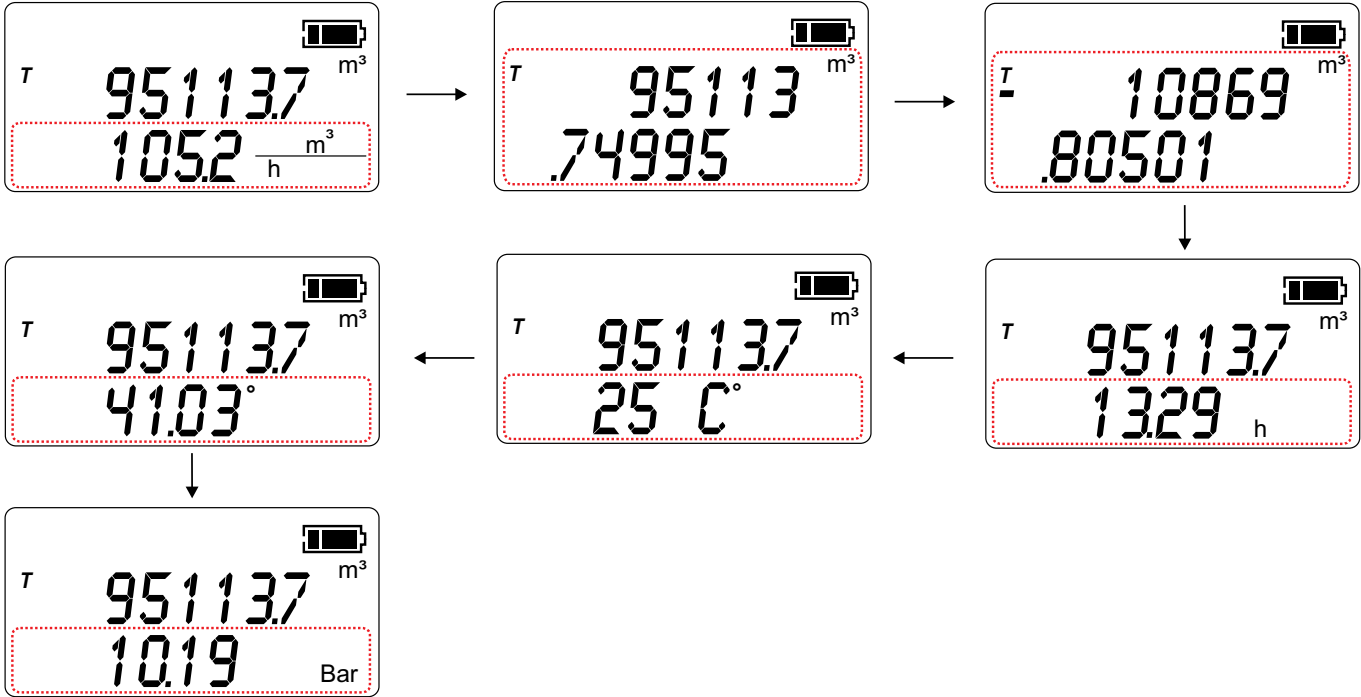 T 95113.7 m³
105.2 m³
h
T 95113 m³
.74995
T
- 10869 m³
.80501
T 95113.7 m³
13.29 h
T 95113.7 m³
25 C°
T 95113.7 m³
41.03°
T 95113.7 m³
10.19 Bar